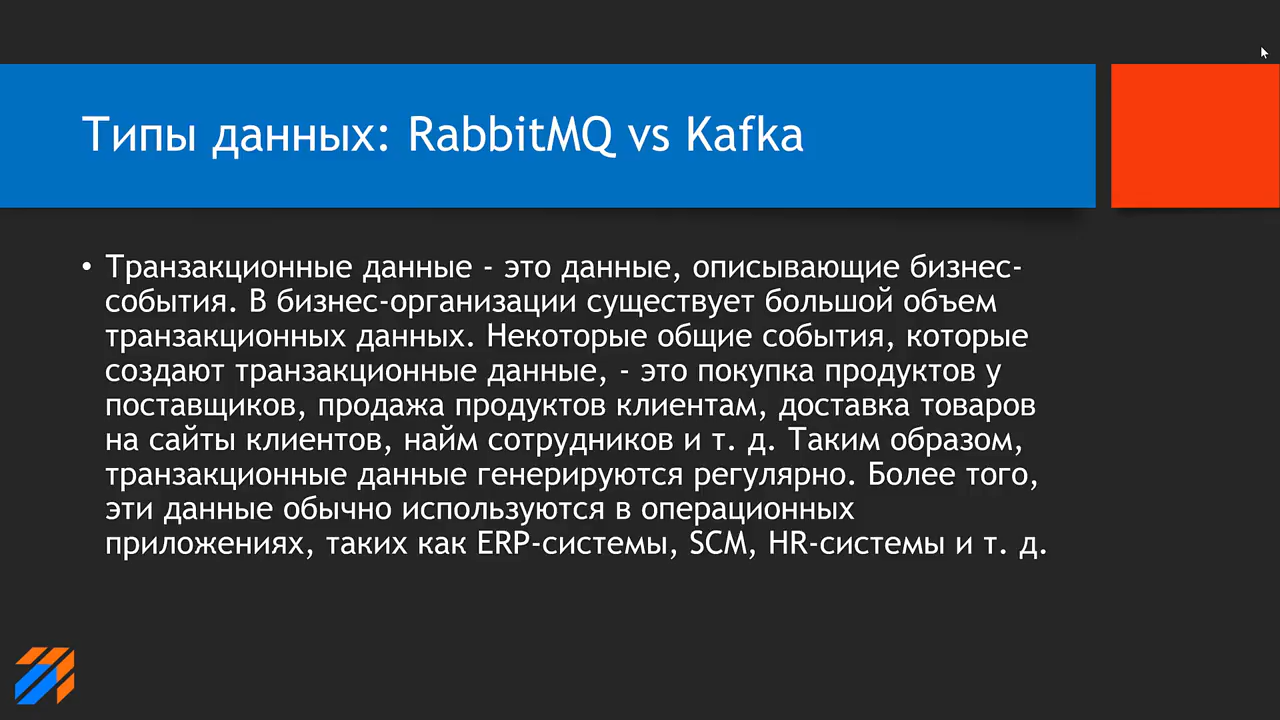 Типы данных: RabbitMQ vs Kafka
• Транзакционные данные - это данные, описывающие бизнес-
события. В бизнес-организации существует большой объем
транзакционных данных. Некоторые общие события, которые
создают транзакционные данные, - это покупка продуктов у
поставщиков, продажа продуктов клиентам, доставка товаров
на сайты клиентов, найм сотрудников и т. д. Таким образом,
транзакционные данные генерируются регулярно. Более того,
эти данные обычно используются в операционных
приложениях, таких как ERP-системы, SCM, HR-системы и т. д.